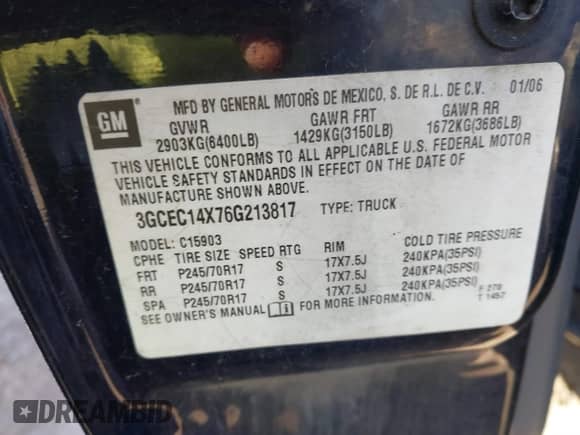 GM
MFD BY GENERAL MOTORS DE MEXICO, S. DE R.L. DE C.V. 01/06
GVWR GAWR FRT GAWR RR
2903KG(6400LB) 1429KG(3150LB) 1672KG(3686LB)
THIS VEHICLE CONFORMS TO ALL APPLICABLE U.S. FEDERAL MOTOR
VEHICLE SAFETY STANDARDS IN EFFECT ON THE DATE OF
MANUFACTURE SHOWN ABOVE.
3GCEC14X76G213817 TYPE: TRUCK
MODEL: C15903
CPHE TIRE SIZE SPEED RTG RIM COLD TIRE PRESSURE
FRT P245/70R17 S 17X7.5J 240KPA(35PSI)
RR P245/70R17 S 17X7.5J 240KPA(35PSI)
SPA P245/70R17 S 17X7.5J 240KPA(35PSI)
SEE OWNER'S MANUAL FOR MORE INFORMATION.
F 279
T 1457
DREAMBID